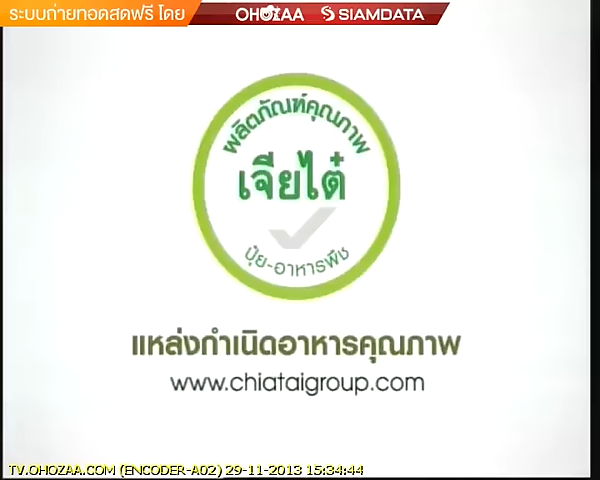 ระบบถ่ายทอดสดฟรี โดย OHOZAA SIAMDATA
ผลิตภัณฑ์คุณภาพ
เจียไต๋
ปุ๋ย-อาหารพืช
แหล่งกำเนิดอาหารคุณภาพ
www.chiataigroup.com
TV.OHOZAA.COM (ENCODER-A02) 29-11-2013 15:34:44